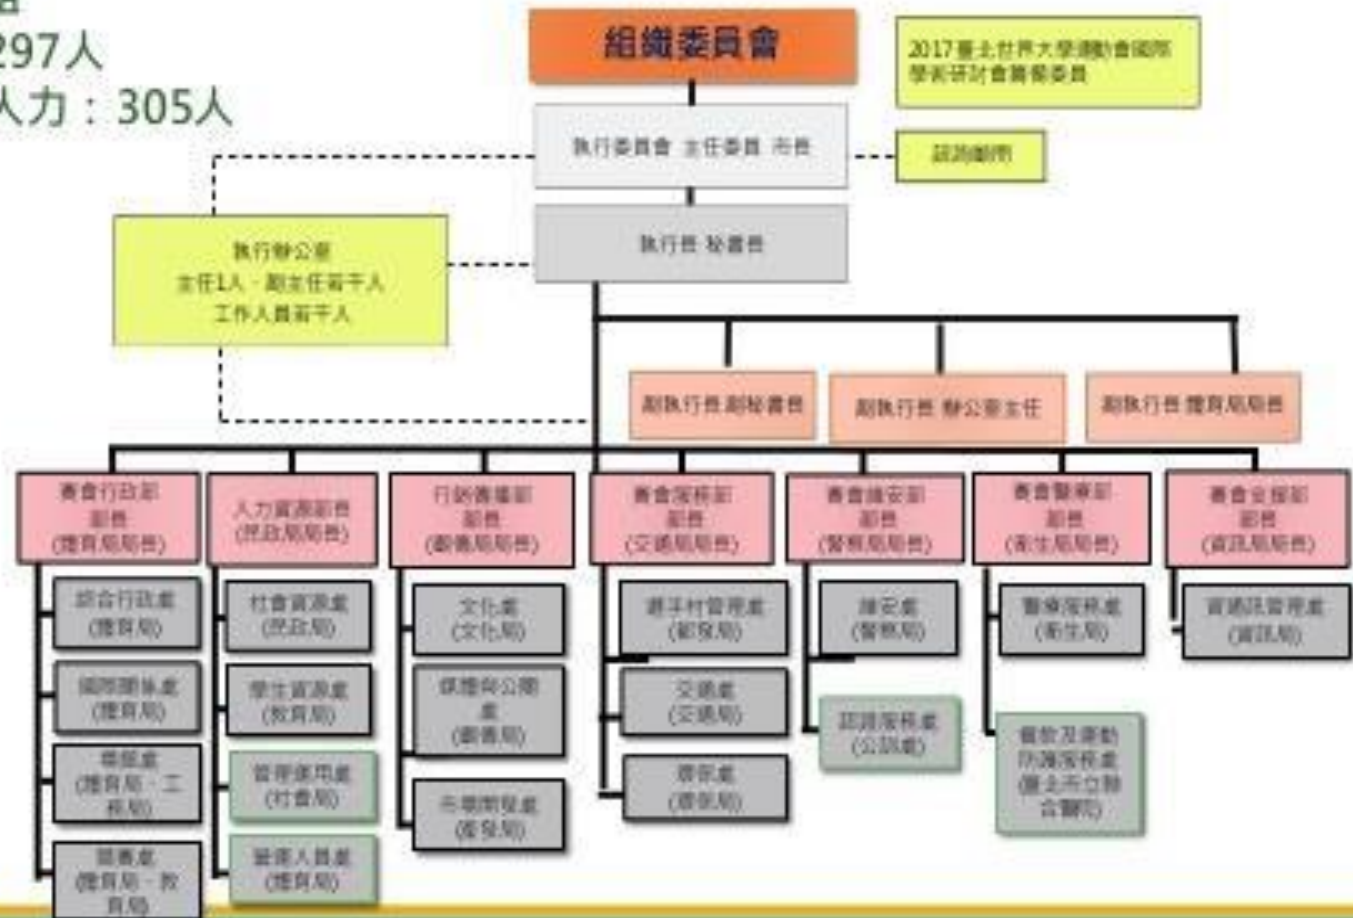 297人
人力：305人
組織委員會
2017臺北世界大學運動會國際
學術研討會籌備委員
執行委員會 主任委員 市長
諮詢顧問
執行長 秘書長
執行辦公室
主任1人、副主任若干人
工作人員若干人
副執行長 副秘書長
副執行長 辦公室主任
副執行長 體育局局長
賽會行政部
部長
(體育局局長)
人力資源部長
(民政局局長)
行銷傳播部
部長
(觀傳局局長)
賽會服務部
部長
(交通局局長)
賽會維安部
部長
(警察局局長)
賽會醫療部
部長
(衛生局局長)
賽會支援部
部長
(資訊局局長)
綜合行政處
(體育局)
國際關係處
(體育局)
場館處
(體育局、工
務局)
競賽處
(體育局、教
育局)
社會資源處
(民政局)
學生資源處
(教育局)
管理運用處
(社會局)
營運人員處
(體育局)
文化處
(文化局)
媒體與公關
處
(觀傳局)
市場開發處
(產發局)
選手村管理處
(都發局)
交通處
(交通局)
環保處
(環保局)
維安處
(警察局)
認證服務處
(公訓處)
醫療服務處
(衛生局)
餐飲及運動
防護服務處
(臺北市立聯
合醫院)
資通訊管理處
(資訊局)